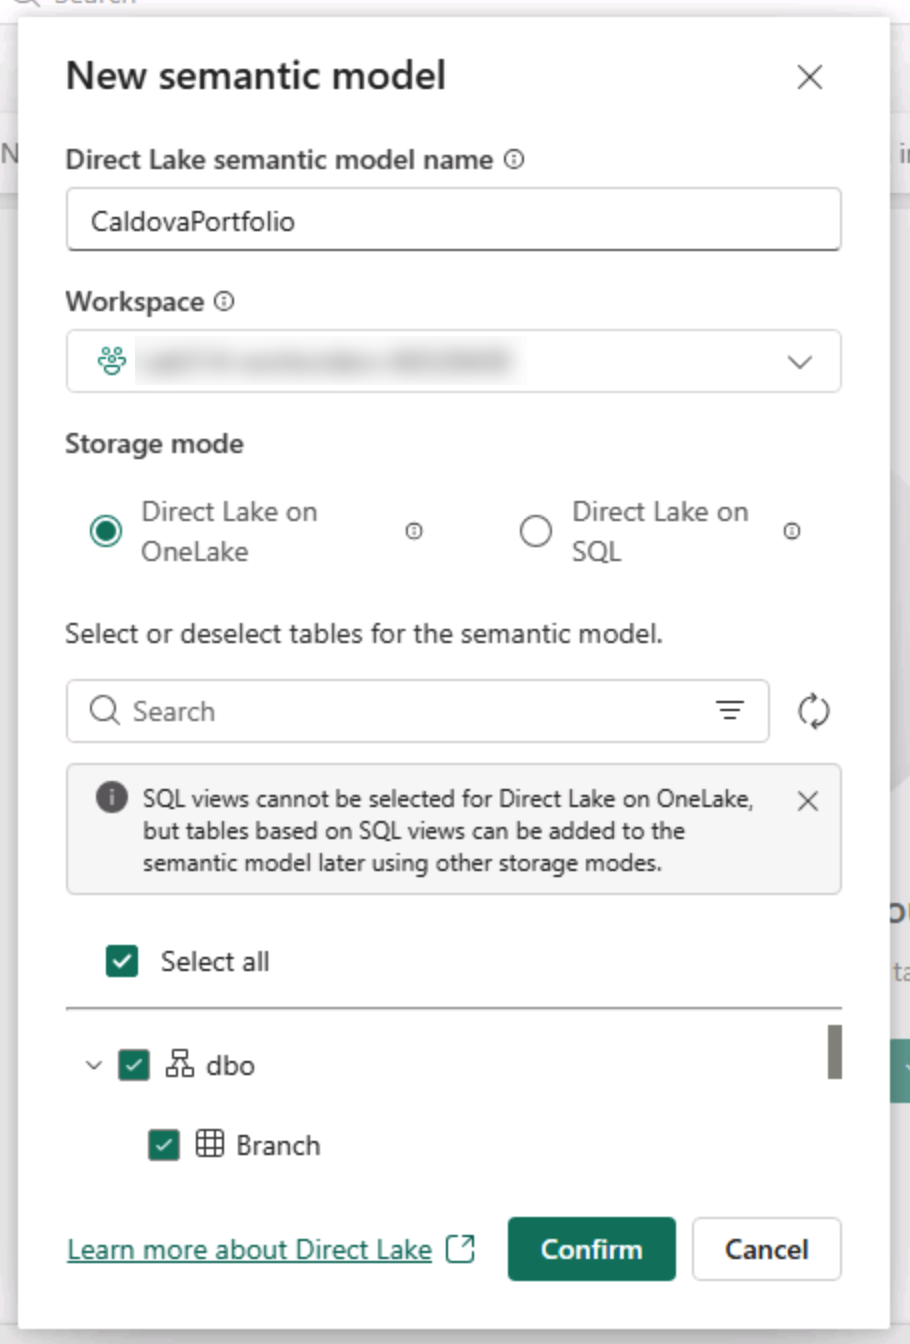 Search
New semantic model
Direct Lake semantic model name
CaldovaPortfolio
Workspace
Storage mode
Direct Lake on
OneLake
Direct Lake on
SQL
Select or deselect tables for the semantic model.
Search
SQL views cannot be selected for Direct Lake on OneLake,
but tables based on SQL views can be added to the
semantic model later using other storage modes.
Select all
dbo
Branch
Learn more about Direct Lake
Confirm
Cancel